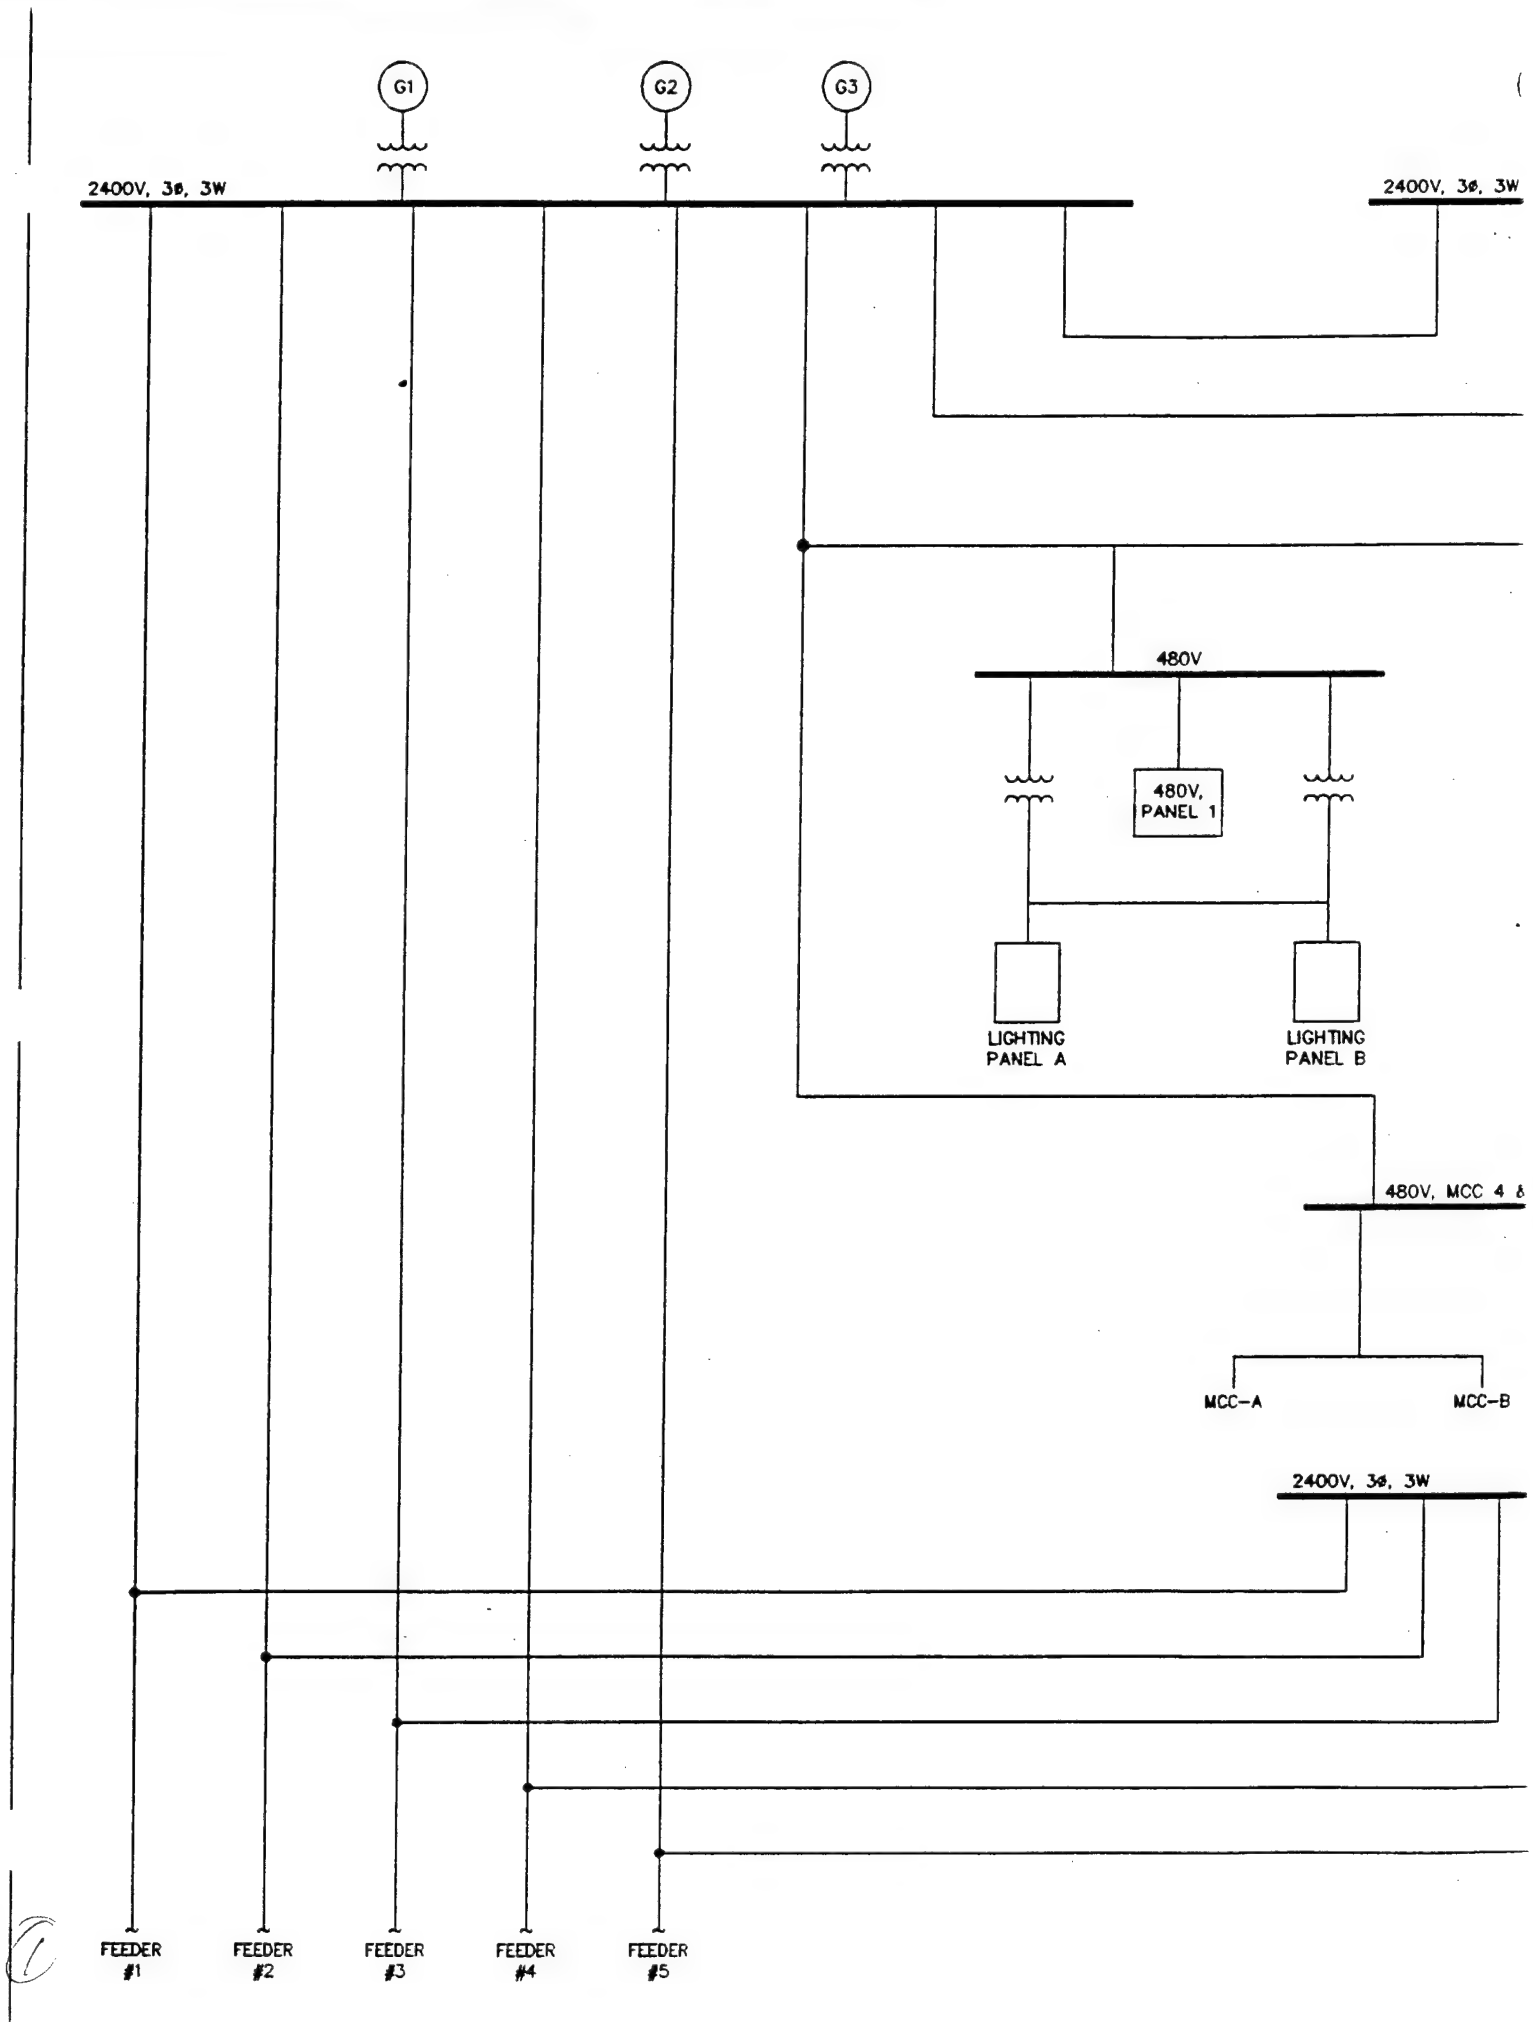 G1
G2
G3
2400V, 3ø, 3W
2400V, 3ø, 3W
480V
480V,
PANEL 1
LIGHTING
PANEL A
LIGHTING
PANEL B
480V, MCC 4 &
MCC-A
MCC-B
2400V, 3ø, 3W
FEEDER
#1
FEEDER
#2
FEEDER
#3
FEEDER
#4
FEEDER
#5
1